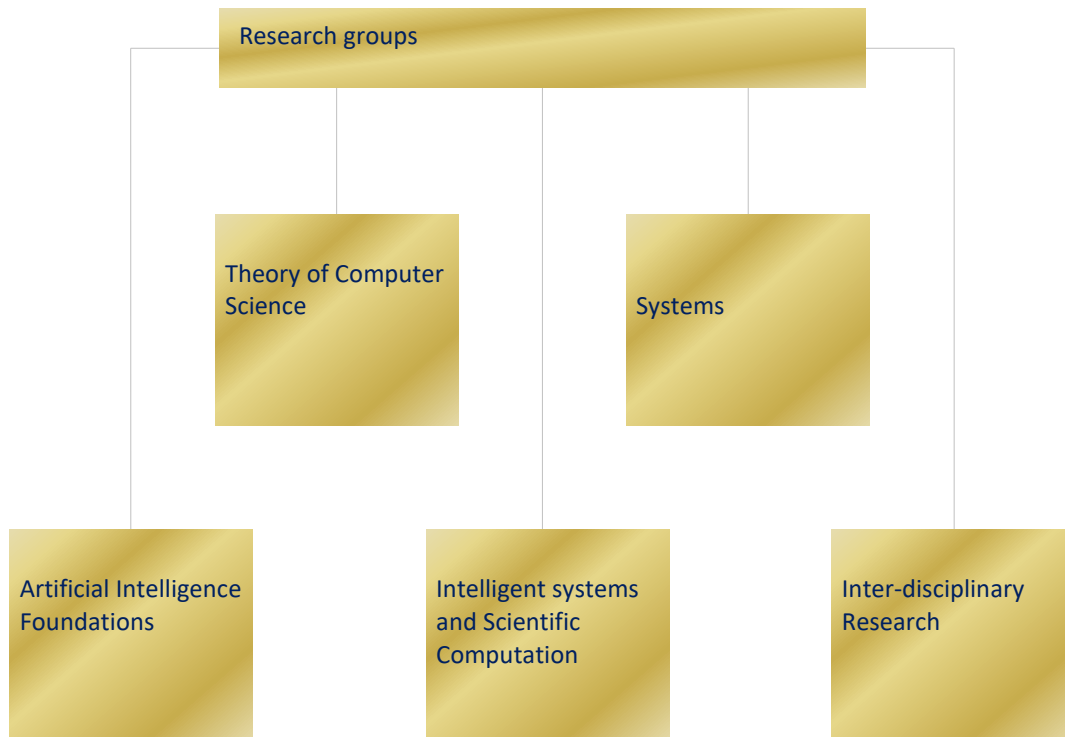 Research groups
Theory of Computer
Science
Systems
Artificial Intelligence
Foundations
Intelligent systems
and Scientific
Computation
Inter-disciplinary
Research